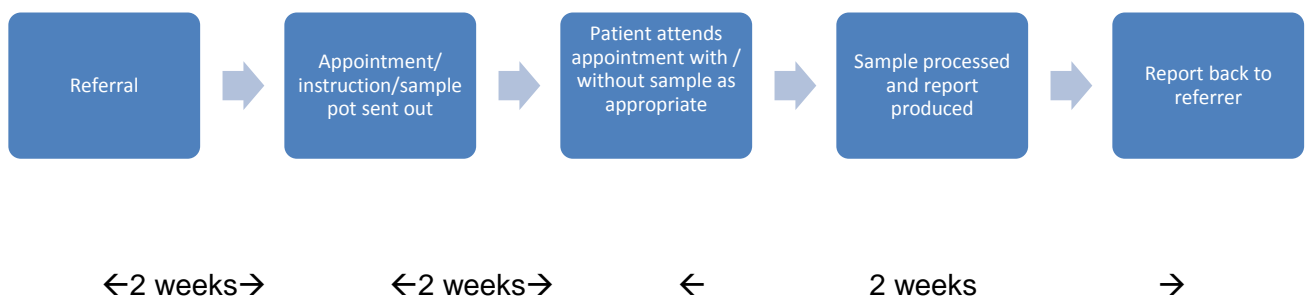 Referral
Appointment/
instruction/sample
pot sent out
Patient attends
appointment with /
without sample as
appropriate
Sample processed
and report
produced
Report back to
referrer
←2 weeks→ ←2 weeks→ ← 2 weeks →